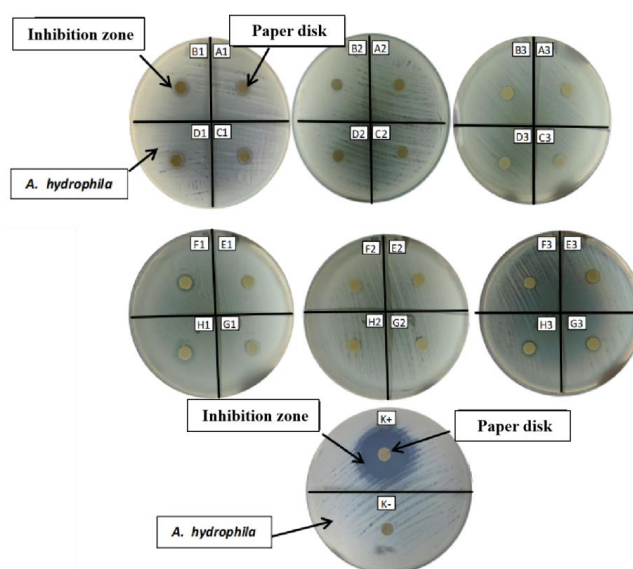 Inhibition zone
Paper disk
B1 A1
D1 C1
A. hydrophila
B2 A2
D2 C2
B3 A3
D3 C3
F1 E1
H1 G1
F2 E2
H2 G2
F3 E3
H3 G3
Inhibition zone
K+
Paper disk
K-
A. hydrophila